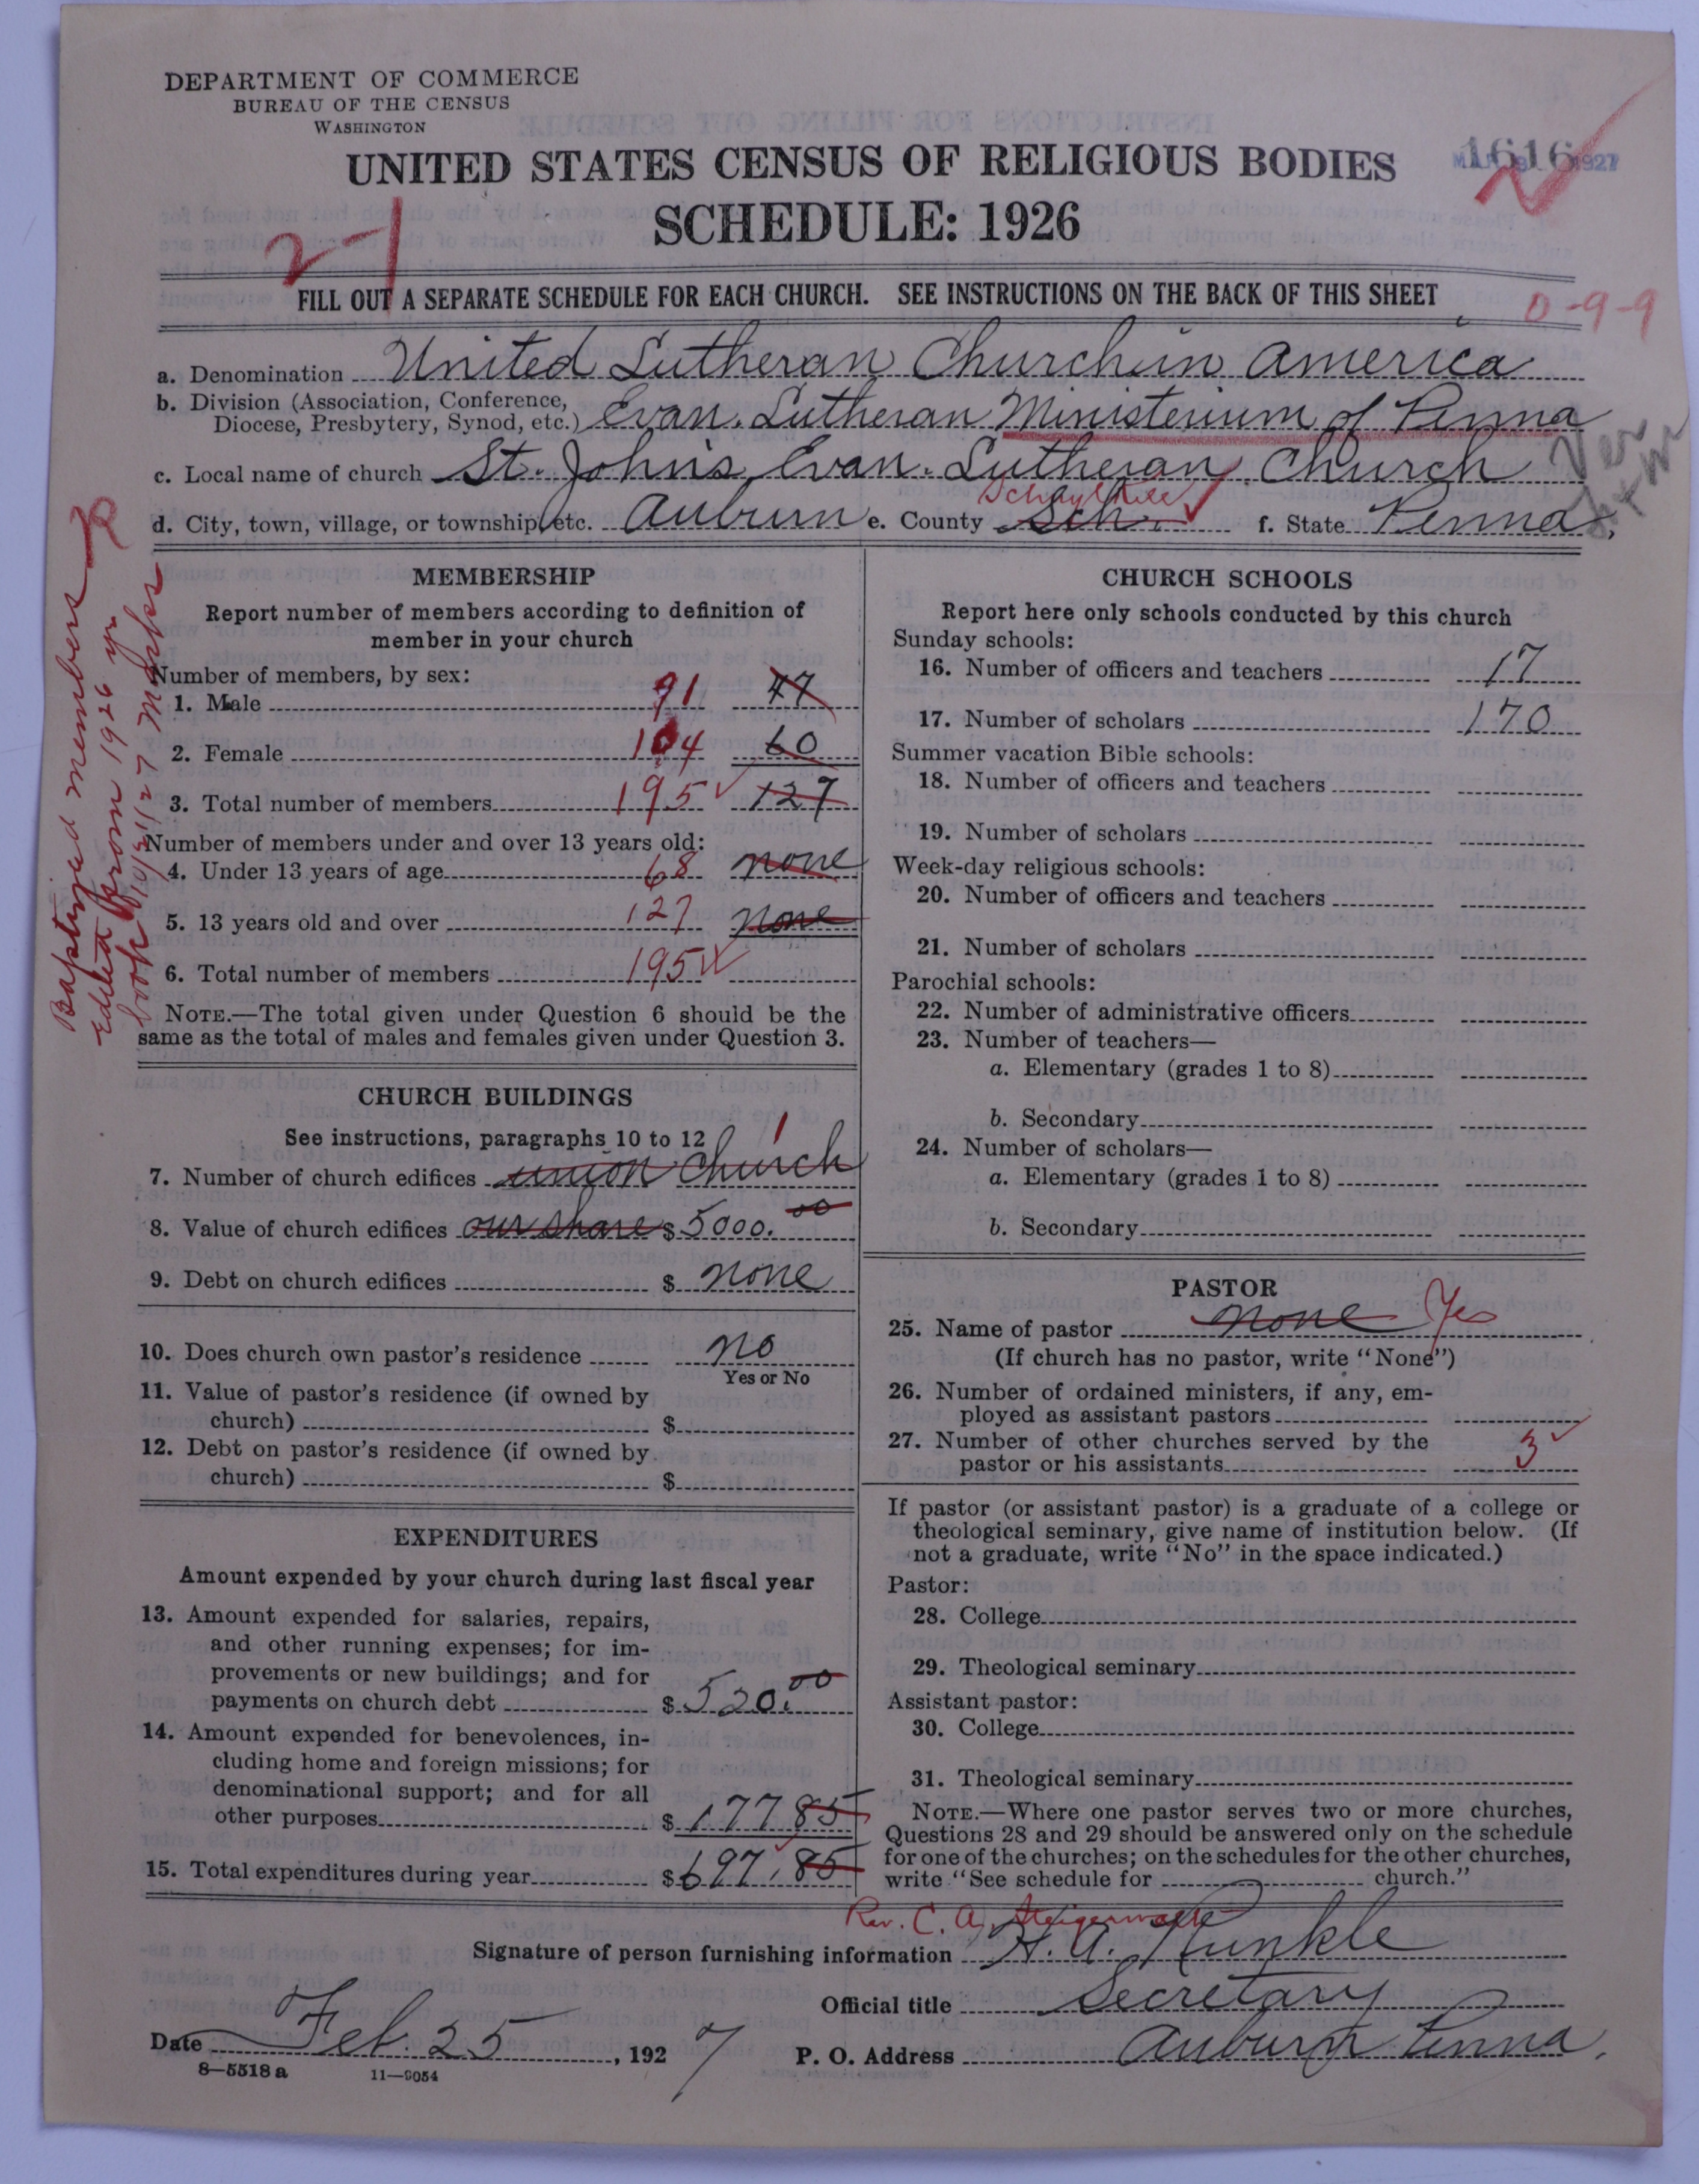 DEPARTMENT OF COMMERCE
BUREAU OF THE CENSUS
WASHINGTON
UNITED STATES CENSUS OF RELIGIOUS BODIES
1616
SCHEDULE: 1926
2-1
FILL OUT A SEPARATE SCHEDULE FOR EACH CHURCH. SEE INSTRUCTIONS ON THE BACK OF THIS SHEET
0-9-9
a. Denomination United Lutheran Church in America
b. Division (Association, Conference,
Diocese, Presbytery, Synod, etc.) Evan. Lutheran Ministerium of Penna
c. Local name of church St. John's Evan. Lutheran Church
d. City, town, village, or township, etc. Auburn e. County Sch. Schuylkill f. State Penna,
Baptized members
edited from 1926 yr
book 10/31/27
MEMBERSHIP
Report number of members according to definition of
member in your church
Number of members, by sex:
1. Male 91 47
2. Female 104 60
3. Total number of members 195 127
Number of members under and over 13 years old:
4. Under 13 years of age 68 none
5. 13 years old and over 127 none
6. Total number of members 195
NOTE.—The total given under Question 6 should be the
same as the total of males and females given under Question 3.
CHURCH BUILDINGS
See instructions, paragraphs 10 to 12
1
7. Number of church edifices union church
8. Value of church edifices our share $5000.00
9. Debt on church edifices $ none
10. Does church own pastor's residence no
Yes or No
11. Value of pastor's residence (if owned by
church) $
12. Debt on pastor's residence (if owned by
church) $
EXPENDITURES
Amount expended by your church during last fiscal year
13. Amount expended for salaries, repairs,
and other running expenses; for im-
provements or new buildings; and for
payments on church debt $520.00
14. Amount expended for benevolences, in-
cluding home and foreign missions; for
denominational support; and for all
other purposes $177 85
15. Total expenditures during year $697.85
CHURCH SCHOOLS
Report here only schools conducted by this church
Sunday schools:
16. Number of officers and teachers 17
17. Number of scholars 170
Summer vacation Bible schools:
18. Number of officers and teachers
19. Number of scholars
Week-day religious schools:
20. Number of officers and teachers
21. Number of scholars
Parochial schools:
22. Number of administrative officers
23. Number of teachers—
a. Elementary (grades 1 to 8)
b. Secondary
24. Number of scholars—
a. Elementary (grades 1 to 8)
b. Secondary
PASTOR
25. Name of pastor none Yes
(If church has no pastor, write "None")
26. Number of ordained ministers, if any, em-
ployed as assistant pastors
27. Number of other churches served by the
pastor or his assistants 3
If pastor (or assistant pastor) is a graduate of a college or
theological seminary, give name of institution below. (If
not a graduate, write "No" in the space indicated.)
Pastor:
28. College
29. Theological seminary
Assistant pastor:
30. College
31. Theological seminary
NOTE.—Where one pastor serves two or more churches,
Questions 28 and 29 should be answered only on the schedule
for one of the churches; on the schedules for the other churches,
write "See schedule for church."
Rev. C. A. Steigerwalt
Signature of person furnishing information H. A. Kunkle
Official title Secretary
Date Feb. 25, 1927
P. O. Address Auburn Penna.
8—5518 a 11—9054